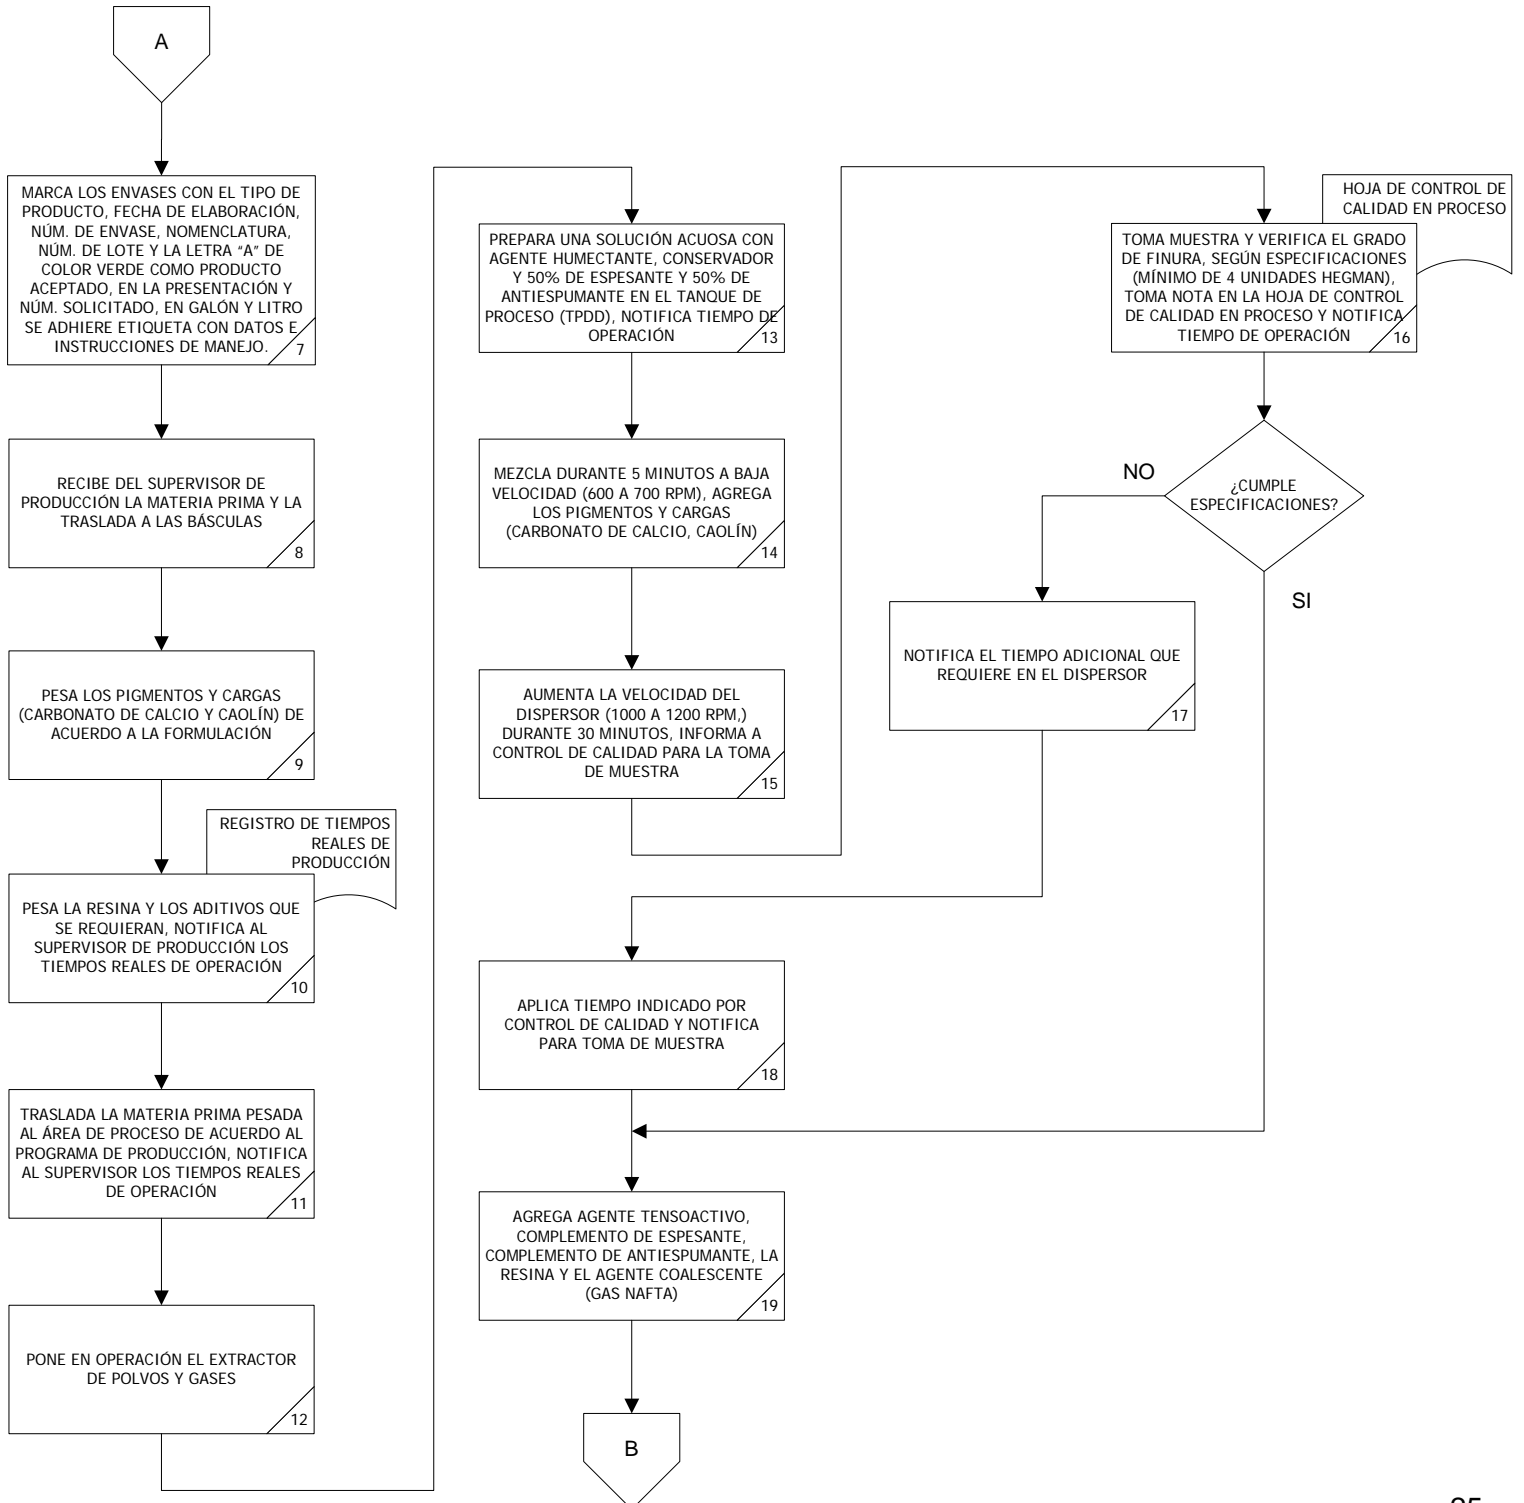 A
MARCA LOS ENVASES CON EL TIPO DE
PRODUCTO, FECHA DE ELABORACIÓN,
NÚM. DE ENVASE, NOMENCLATURA,
NÚM. DE LOTE Y LA LETRA "A" DE
COLOR VERDE COMO PRODUCTO
ACEPTADO, EN LA PRESENTACIÓN Y
NÚM. SOLICITADO, EN GALÓN Y LITRO
SE ADHIERE ETIQUETA CON DATOS E
INSTRUCCIONES DE MANEJO.
7
RECIBE DEL SUPERVISOR DE
PRODUCCIÓN LA MATERIA PRIMA Y LA
TRASLADA A LAS BÁSCULAS
8
PESA LOS PIGMENTOS Y CARGAS
(CARBONATO DE CALCIO Y CAOLÍN) DE
ACUERDO A LA FORMULACIÓN
9
REGISTRO DE TIEMPOS
REALES DE
PRODUCCIÓN
PESA LA RESINA Y LOS ADITIVOS QUE
SE REQUIERAN, NOTIFICA AL
SUPERVISOR DE PRODUCCIÓN LOS
TIEMPOS REALES DE OPERACIÓN
10
TRASLADA LA MATERIA PRIMA PESADA
AL ÁREA DE PROCESO DE ACUERDO AL
PROGRAMA DE PRODUCCIÓN, NOTIFICA
AL SUPERVISOR LOS TIEMPOS REALES
DE OPERACIÓN
11
PONE EN OPERACIÓN EL EXTRACTOR
DE POLVOS Y GASES
12
PREPARA UNA SOLUCIÓN ACUOSA CON
AGENTE HUMECTANTE, CONSERVADOR
Y 50% DE ESPESANTE Y 50% DE
ANTIESPUMANTE EN EL TANQUE DE
PROCESO (TPDD), NOTIFICA TIEMPO DE
OPERACIÓN
13
MEZCLA DURANTE 5 MINUTOS A BAJA
VELOCIDAD (600 A 700 RPM), AGREGA
LOS PIGMENTOS Y CARGAS
(CARBONATO DE CALCIO, CAOLÍN)
14
AUMENTA LA VELOCIDAD DEL
DISPERSOR (1000 A 1200 RPM,)
DURANTE 30 MINUTOS, INFORMA A
CONTROL DE CALIDAD PARA LA TOMA
DE MUESTRA
15
HOJA DE CONTROL DE
CALIDAD EN PROCESO
TOMA MUESTRA Y VERIFICA EL GRADO
DE FINURA, SEGÚN ESPECIFICACIONES
(MÍNIMO DE 4 UNIDADES HEGMAN),
TOMA NOTA EN LA HOJA DE CONTROL
DE CALIDAD EN PROCESO Y NOTIFICA
TIEMPO DE OPERACIÓN
16
¿CUMPLE
ESPECIFICACIONES?
NO
SI
NOTIFICA EL TIEMPO ADICIONAL QUE
REQUIERE EN EL DISPERSOR
17
APLICA TIEMPO INDICADO POR
CONTROL DE CALIDAD Y NOTIFICA
PARA TOMA DE MUESTRA
18
AGREGA AGENTE TENSOACTIVO,
COMPLEMENTO DE ESPESANTE,
COMPLEMENTO DE ANTIESPUMANTE, LA
RESINA Y EL AGENTE COALESCENTE
(GAS NAFTA)
19
B